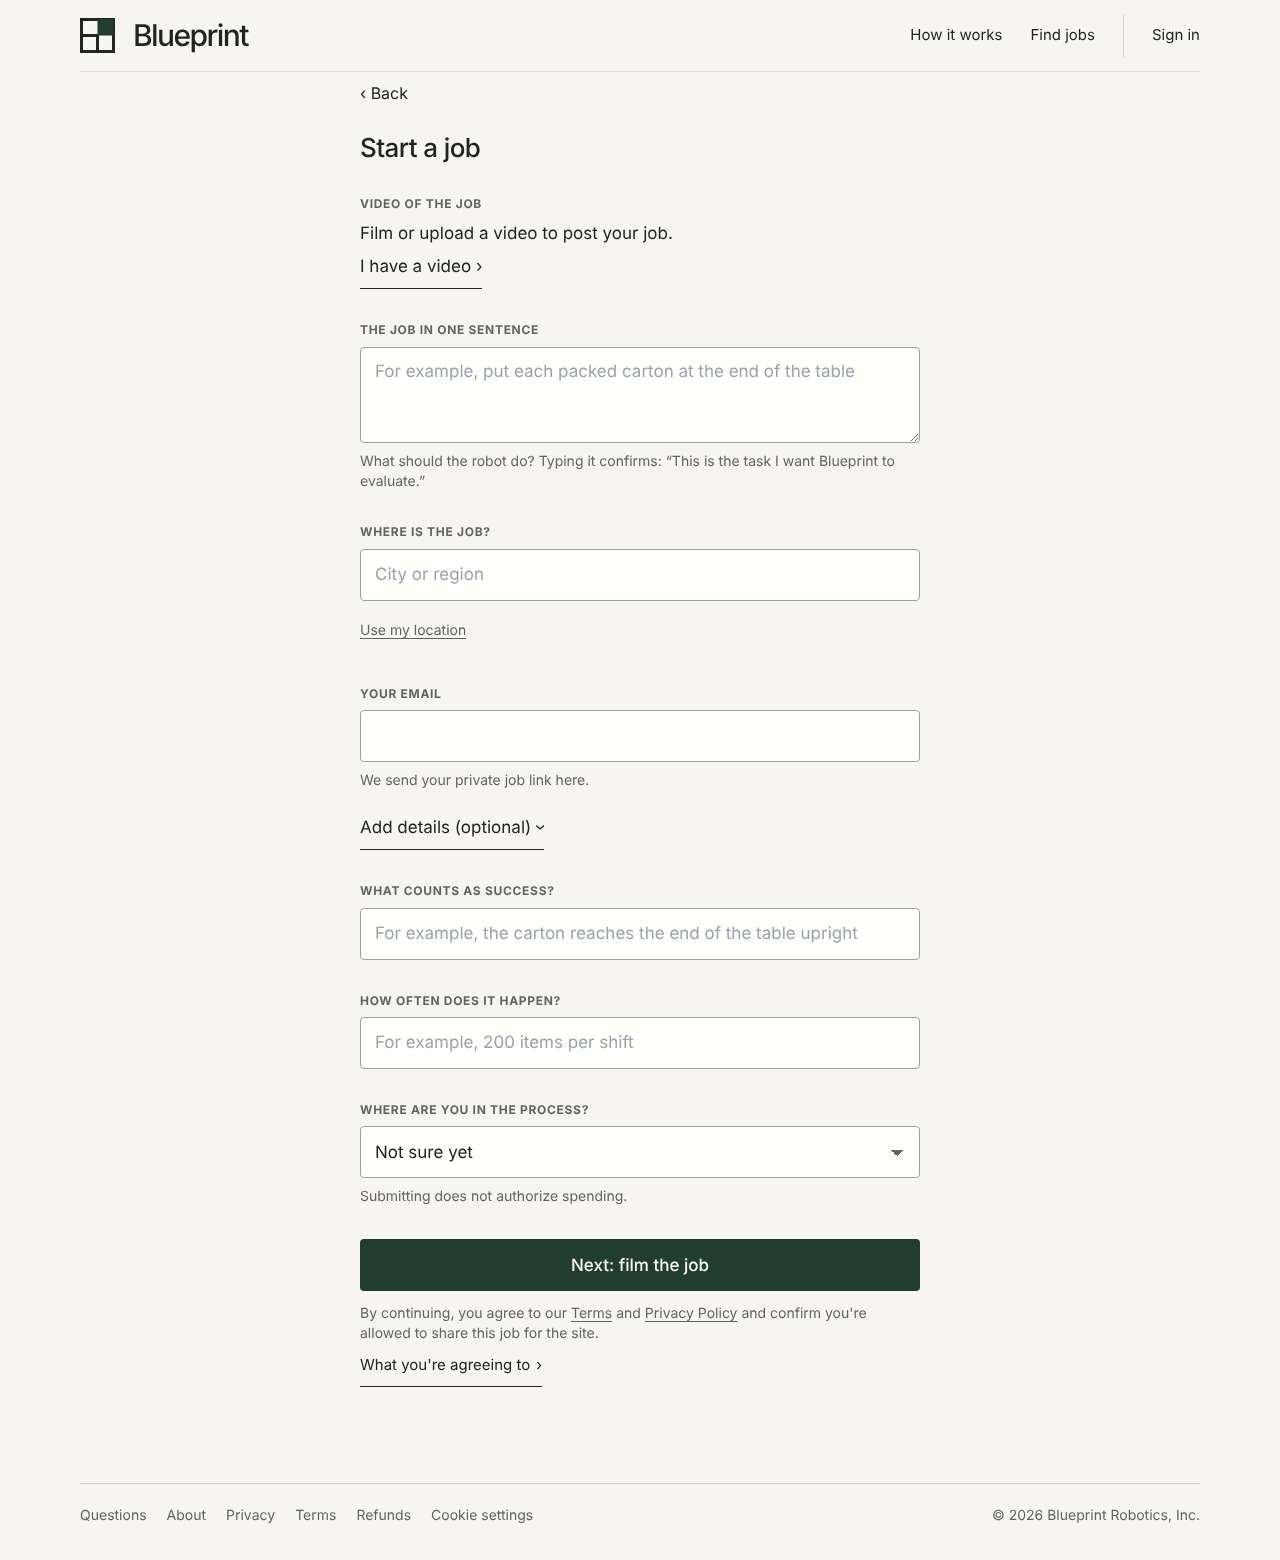 Blueprint
How it works
Find jobs
Sign in
‹ Back
Start a job
VIDEO OF THE JOB
Film or upload a video to post your job.
I have a video ›
THE JOB IN ONE SENTENCE
For example, put each packed carton at the end of the table
What should the robot do? Typing it confirms: “This is the task I want Blueprint to
evaluate.”
WHERE IS THE JOB?
City or region
Use my location
YOUR EMAIL
We send your private job link here.
Add details (optional)
WHAT COUNTS AS SUCCESS?
For example, the carton reaches the end of the table upright
HOW OFTEN DOES IT HAPPEN?
For example, 200 items per shift
WHERE ARE YOU IN THE PROCESS?
Not sure yet
Submitting does not authorize spending.
Next: film the job
By continuing, you agree to our Terms and Privacy Policy and confirm you're
allowed to share this job for the site.
What you're agreeing to ›
Questions
About
Privacy
Terms
Refunds
Cookie settings
© 2026 Blueprint Robotics, Inc.